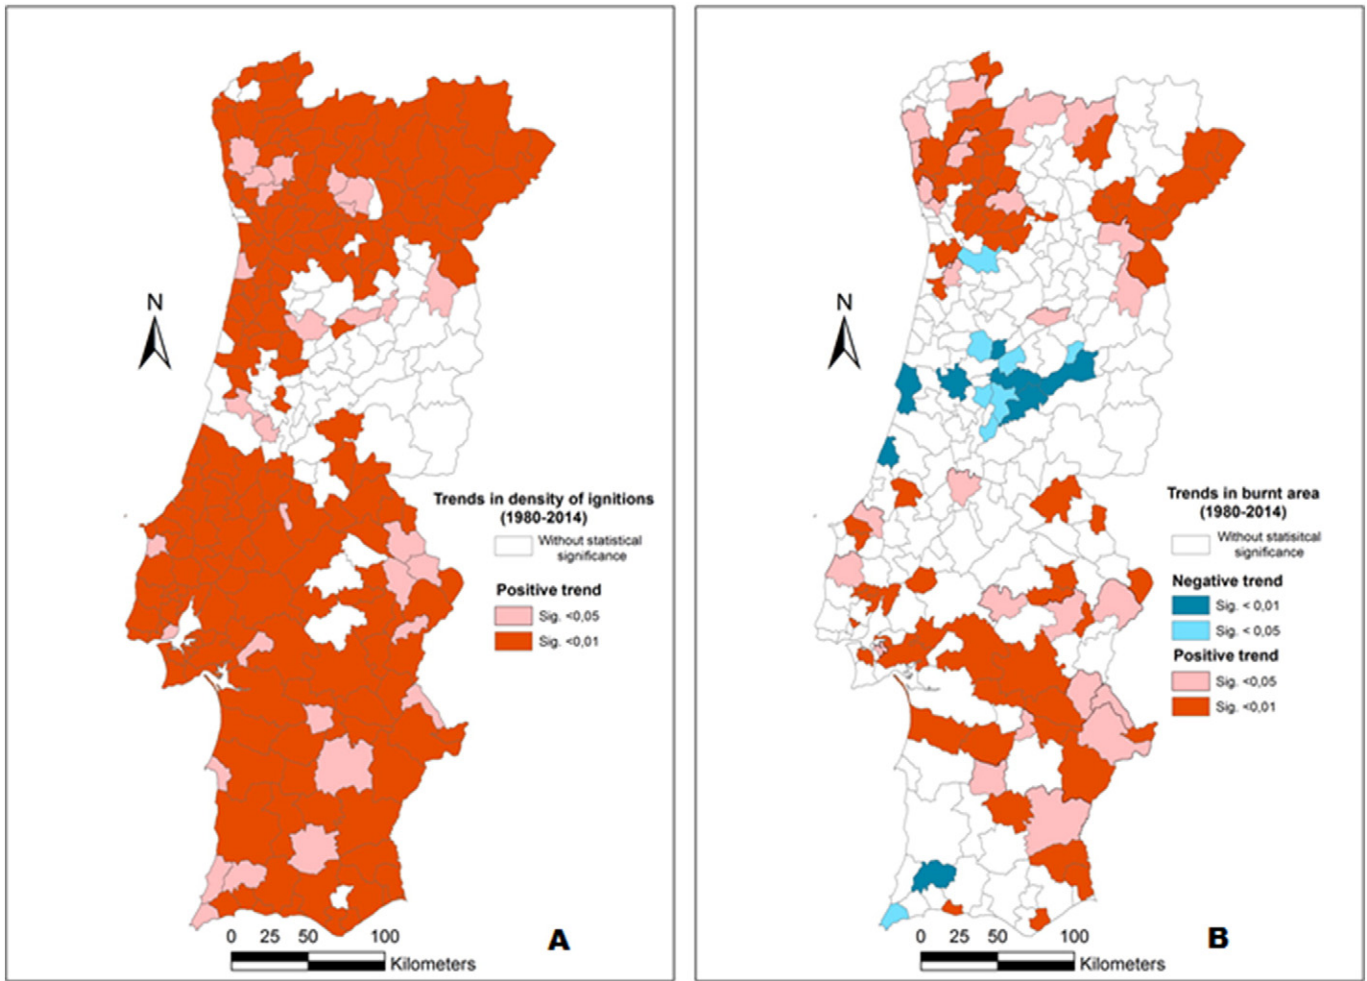 N
Trends in density of ignitions
(1980-2014)
Without statistical
significance
Positive trend
Sig. <0,05
Sig. <0,01
0 25 50 100
Kilometers
A
N
Trends in burnt area
(1980-2014)
Without statisitcal
significance
Negative trend
Sig. < 0,01
Sig. < 0,05
Positive trend
Sig. <0,05
Sig. <0,01
0 25 50 100
Kilometers
B